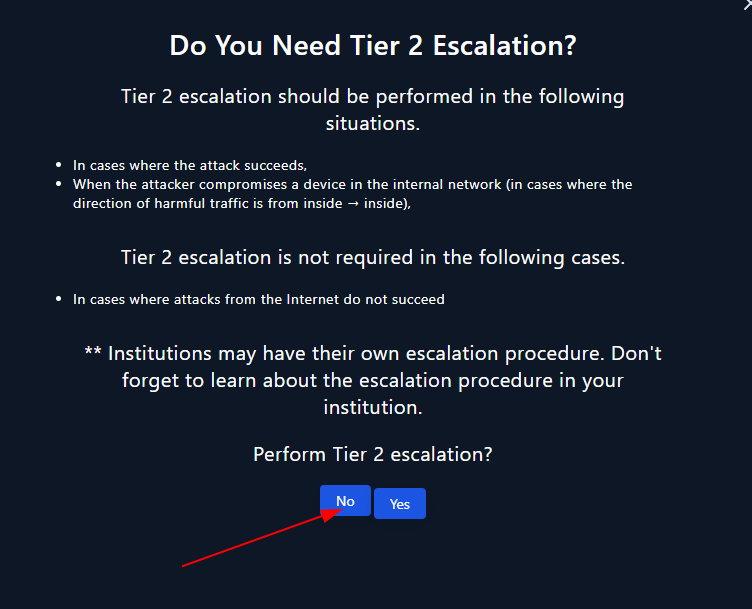 Do You Need Tier 2 Escalation?
Tier 2 escalation should be performed in the following
situations.
• In cases where the attack succeeds,
• When the attacker compromises a device in the internal network (in cases where the
direction of harmful traffic is from inside → inside),
Tier 2 escalation is not required in the following cases.
• In cases where attacks from the Internet do not succeed
** Institutions may have their own escalation procedure. Don't
forget to learn about the escalation procedure in your
institution.
Perform Tier 2 escalation?
No Yes